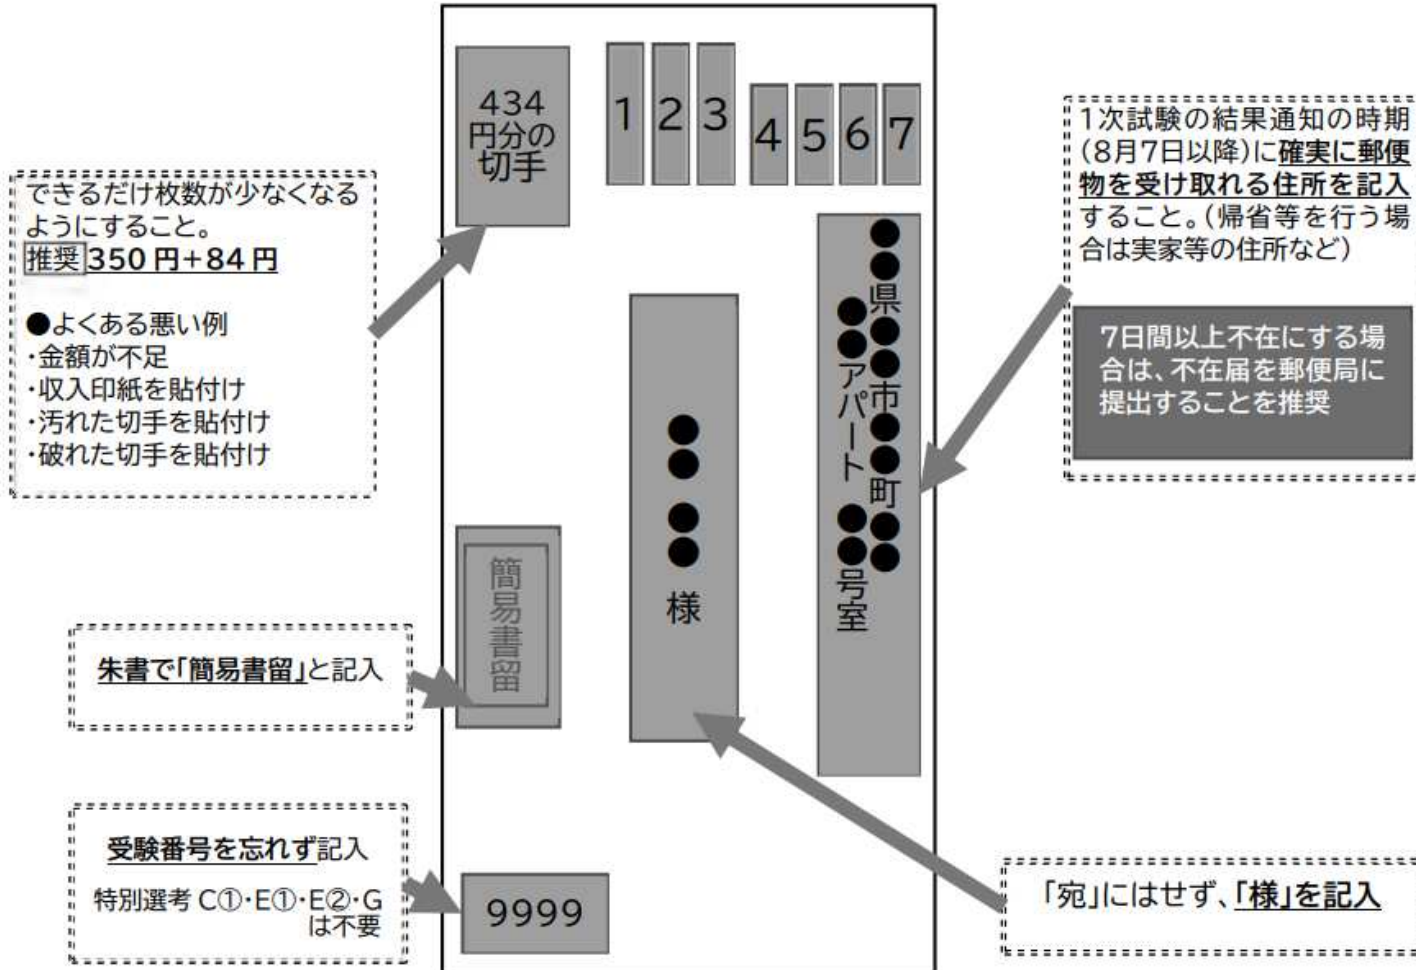 434
円分の
切手
1 2 3 4 5 6 7
できるだけ枚数が少なくなる
ようにすること。
推奨 350 円+84 円
●よくある悪い例
・金額が不足
・収入印紙を貼付け
・汚れた切手を貼付け
・破れた切手を貼付け
1次試験の結果通知の時期
(8月7日以降)に確実に郵便
物を受け取れる住所を記入
すること。(帰省等を行う場
合は実家等の住所など)
7日間以上不在にする場
合は、不在届を郵便局に
提出することを推奨
●●県●●市●●町●●
●●アパート ●●号室
●● ●● 様
簡易書留
朱書で「簡易書留」と記入
受験番号を忘れず記入
特別選考 C①・E①・E②・G
は不要
9999
「宛」にはせず、「様」を記入